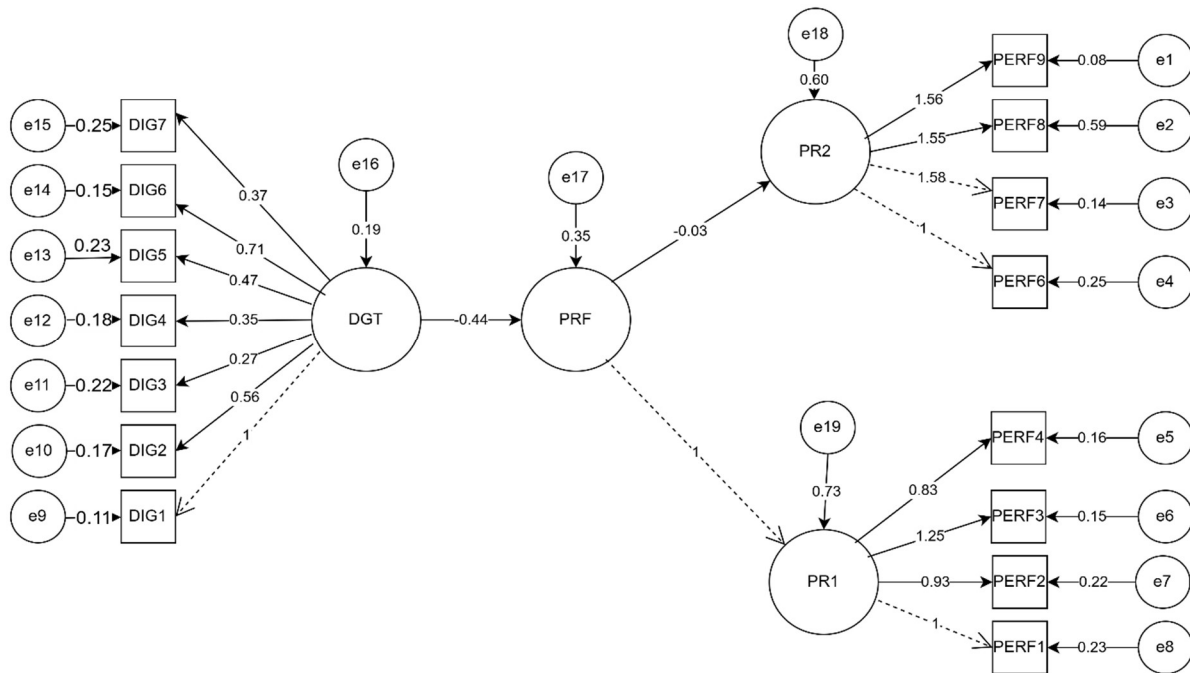 e18
0.60
PR2
1.56
1.55
1.58
1
PERF9
0.08
e1
PERF8
0.59
e2
PERF7
0.14
e3
PERF6
0.25
e4
e15
0.25
DIG7
e14
0.15
DIG6
e13
0.23
DIG5
e12
0.18
DIG4
e11
0.22
DIG3
e10
0.17
DIG2
e9
0.11
DIG1
0.37
0.71
0.47
0.35
0.27
0.56
1
e16
0.19
DGT
-0.44
e17
0.35
PRF
-0.03
1
e19
0.73
PR1
0.83
1.25
0.93
1
PERF4
0.16
e5
PERF3
0.15
e6
PERF2
0.22
e7
PERF1
0.23
e8